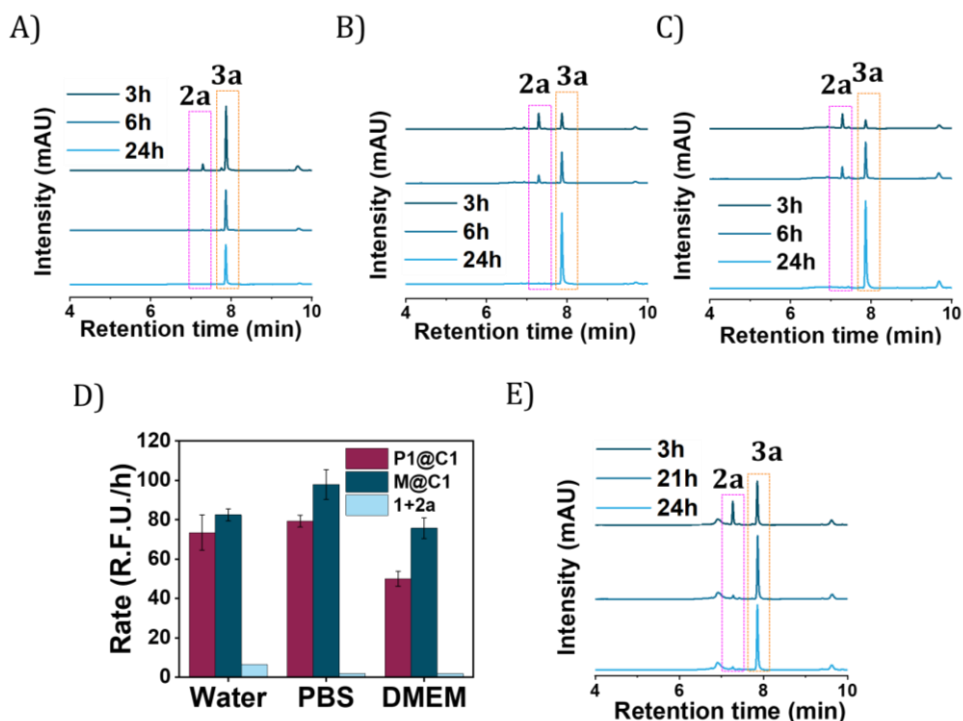 A)
Intensity (mAU)
3h
6h
24h
2a
3a
4 6 8 10
Retention time (min)
B)
Intensity (mAU)
2a
3a
3h
6h
24h
4 6 8 10
Retention time (min)
C)
Intensity (mAU)
2a
3a
3h
6h
24h
4 6 8 10
Retention time (min)
D)
Rate (R.F.U./h)
120
100
80
60
40
20
0
P1@C1
M@C1
1+2a
Water PBS DMEM
E)
Intensity (mAU)
3h
21h
24h
2a
3a
4 6 8 10
Retention time (min)